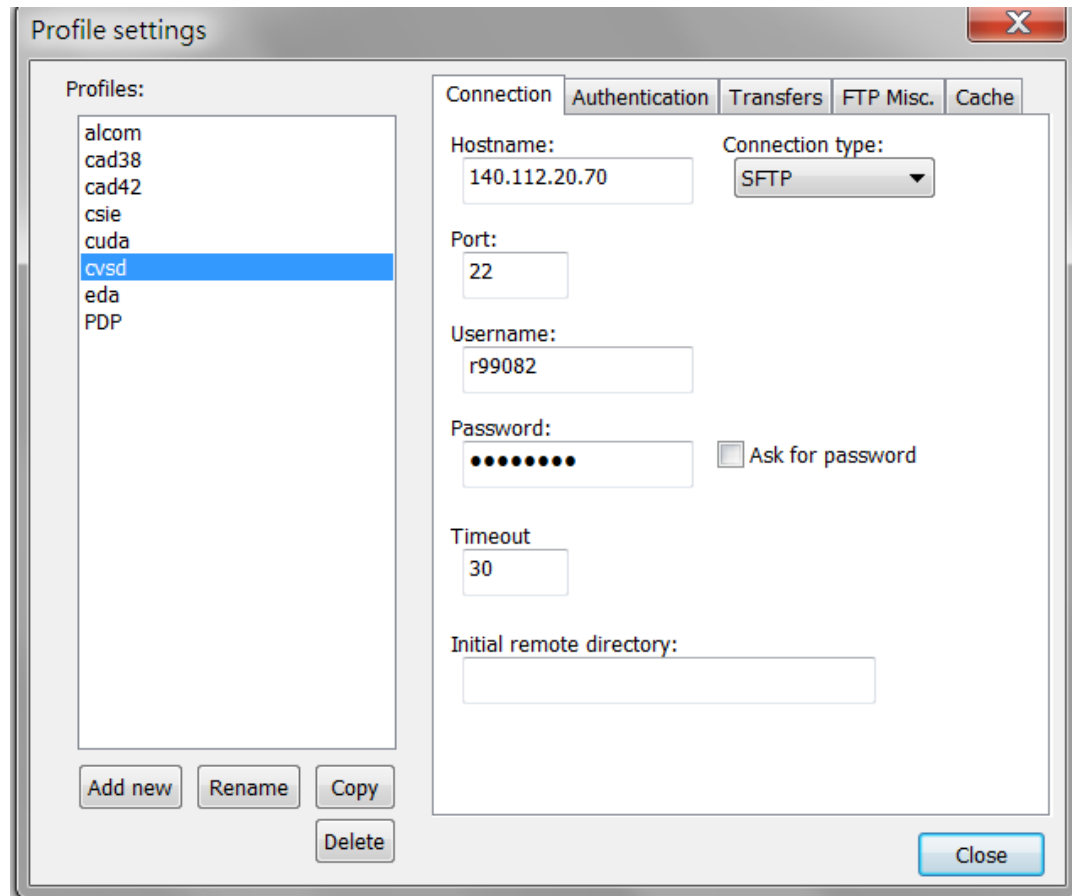 Profile settings
X
Profiles:
alcom
cad38
cad42
csie
cuda
cvsd
eda
PDP
Add new
Rename
Copy
Delete
Connection
Authentication
Transfers
FTP Misc.
Cache
Hostname:
140.112.20.70
Connection type:
SFTP
Port:
22
Username:
r99082
Password:
••••••••
Ask for password
Timeout
30
Initial remote directory:
Close